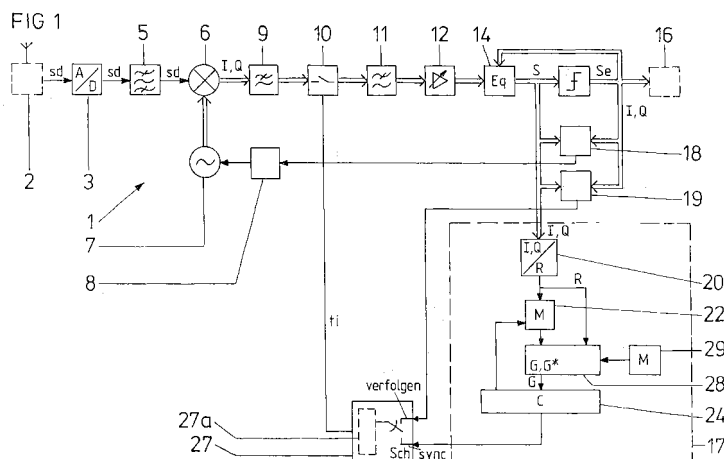 FIG 1
2
sd
A/D
3
sd
5
sd
6
I,Q
9
10
11
12
14
Eq
S
Se
16
I,Q
18
19
1
7
8
ti
I,Q
I,Q
R
20
R
M
22
M
29
G,G*
28
G
C
24
17
verfolgen
27a
27
Schl
sync